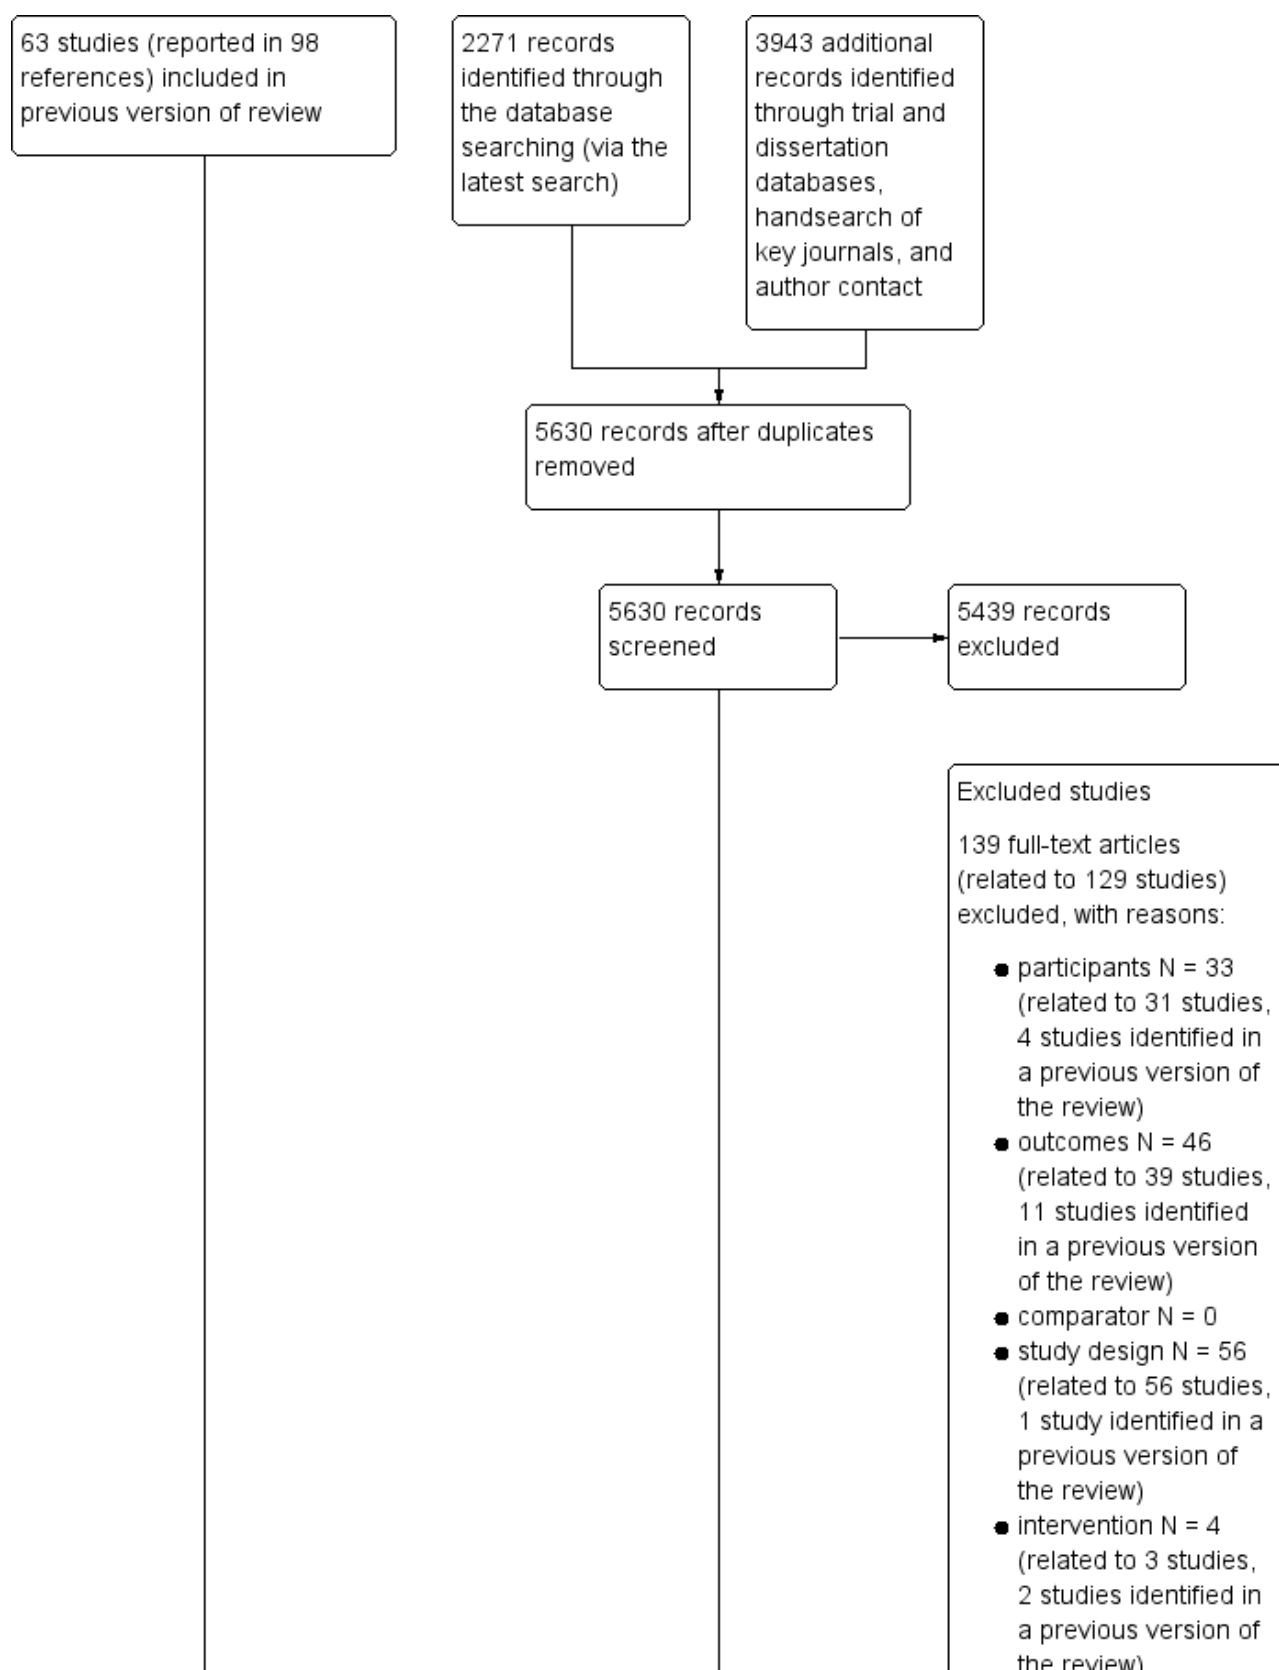 63 studies (reported in 98
references) included in
previous version of review
2271 records
identified through
the database
searching (via the
latest search)
3943 additional
records identified
through trial and
dissertation
databases,
handsearch of
key journals, and
author contact
5630 records after duplicates
removed
5630 records
screened
5439 records
excluded
Excluded studies
139 full-text articles
(related to 129 studies)
excluded, with reasons:
● participants N = 33
(related to 31 studies,
4 studies identified in
a previous version of
the review)
● outcomes N = 46
(related to 39 studies,
11 studies identified
in a previous version
of the review)
● comparator N = 0
● study design N = 56
(related to 56 studies,
1 study identified in a
previous version of
the review)
● intervention N = 4
(related to 3 studies,
2 studies identified in
a previous version of
the review)